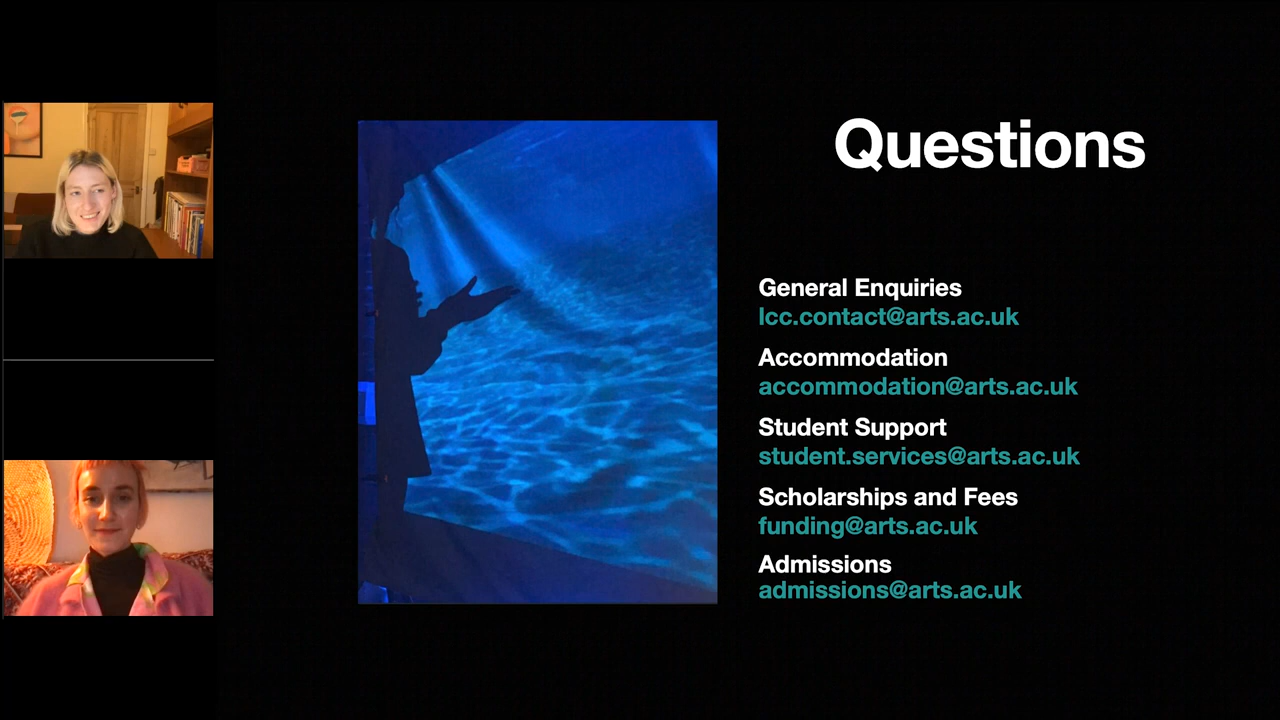 Questions
General Enquiries
lcc.contact@arts.ac.uk
Accommodation
accommodation@arts.ac.uk
Student Support
student.services@arts.ac.uk
Scholarships and Fees
funding@arts.ac.uk
Admissions
admissions@arts.ac.uk